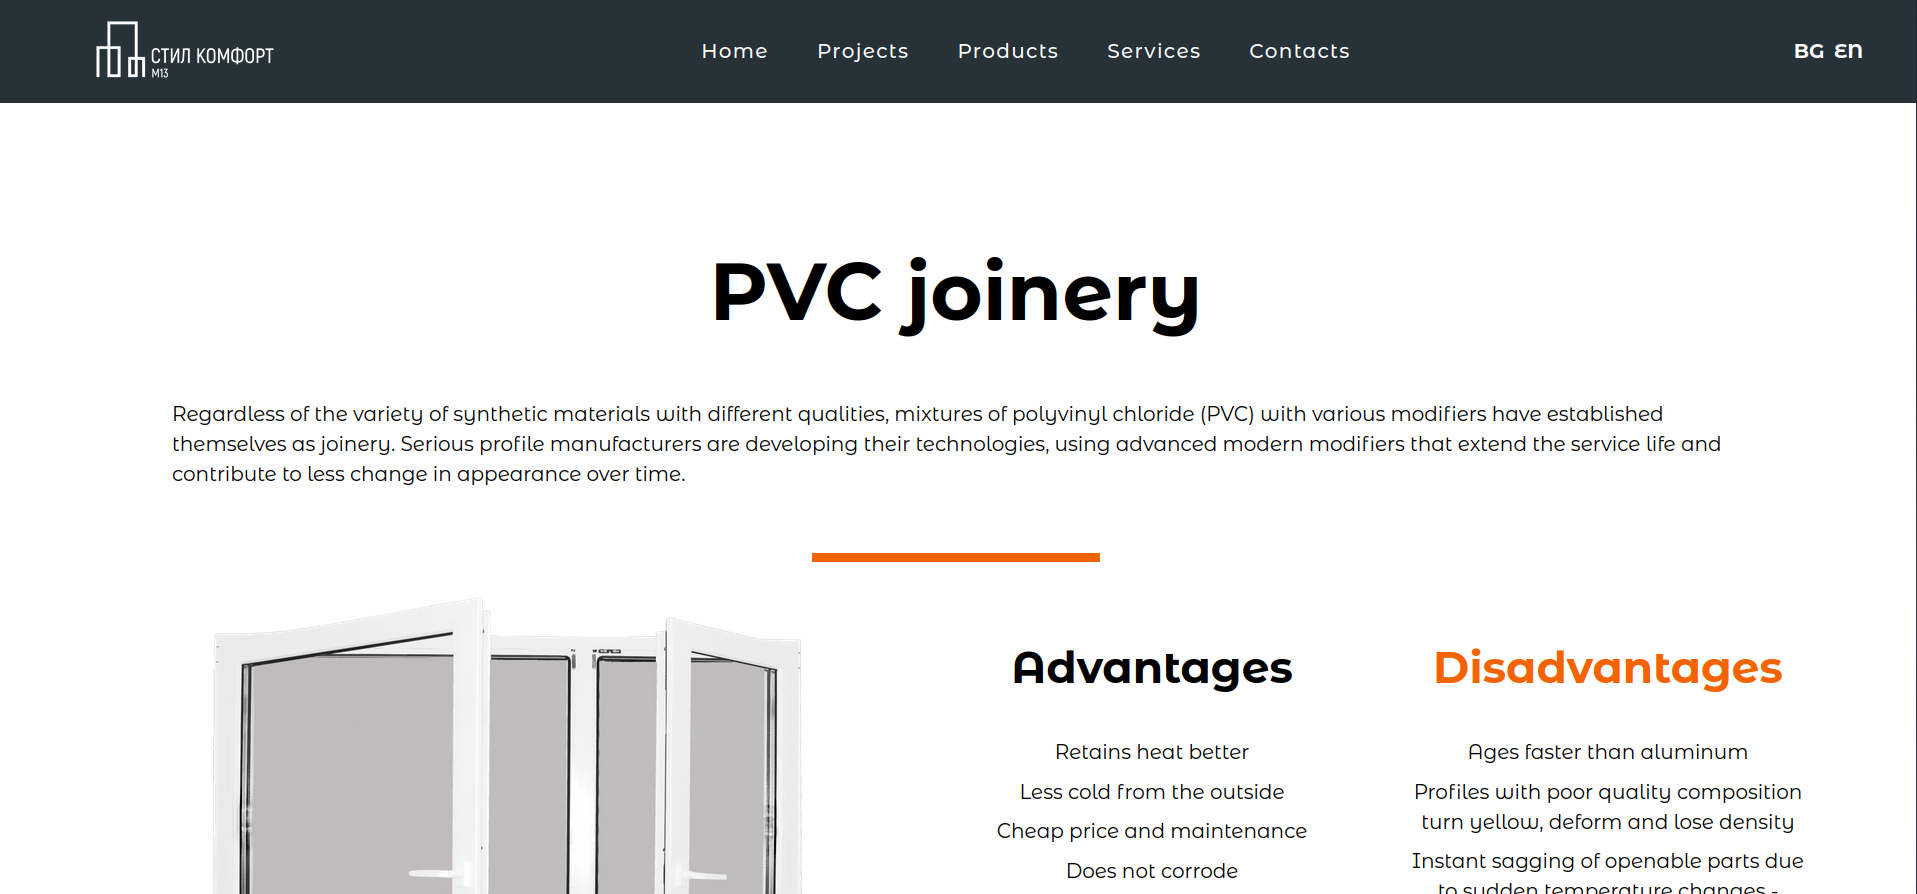 СТИЛ КОМФОРТ
М13
Home
Projects
Products
Services
Contacts
BG EN
PVC joinery
Regardless of the variety of synthetic materials with different qualities, mixtures of polyvinyl chloride (PVC) with various modifiers have established
themselves as joinery. Serious profile manufacturers are developing their technologies, using advanced modern modifiers that extend the service life and
contribute to less change in appearance over time.
Advantages
Retains heat better
Less cold from the outside
Cheap price and maintenance
Does not corrode
Disadvantages
Ages faster than aluminum
Profiles with poor quality composition
turn yellow, deform and lose density
Instant sagging of openable parts due
to sudden temperature changes -